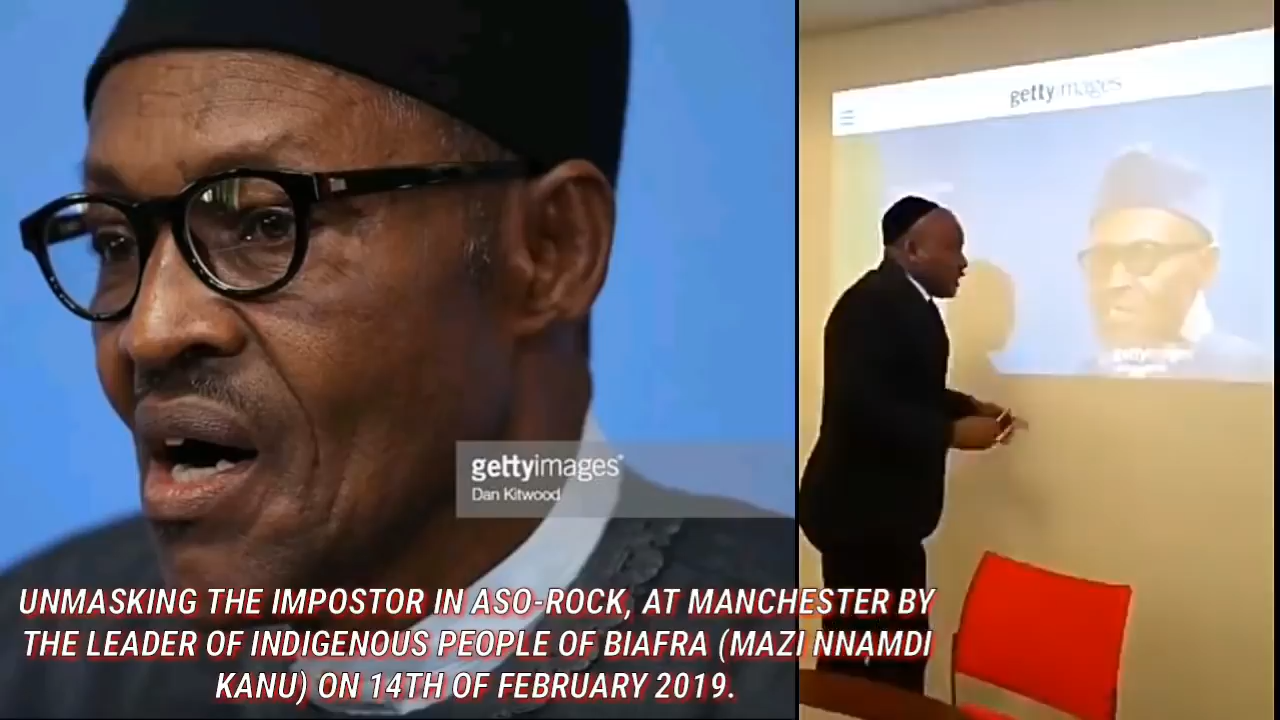 gettyimages
gettyimages®
Dan Kitwood
gettyimages
UNMASKING THE IMPOSTOR IN ASO-ROCK, AT MANCHESTER BY
THE LEADER OF INDIGENOUS PEOPLE OF BIAFRA (MAZI NNAMDI
KANU) ON 14TH OF FEBRUARY 2019.